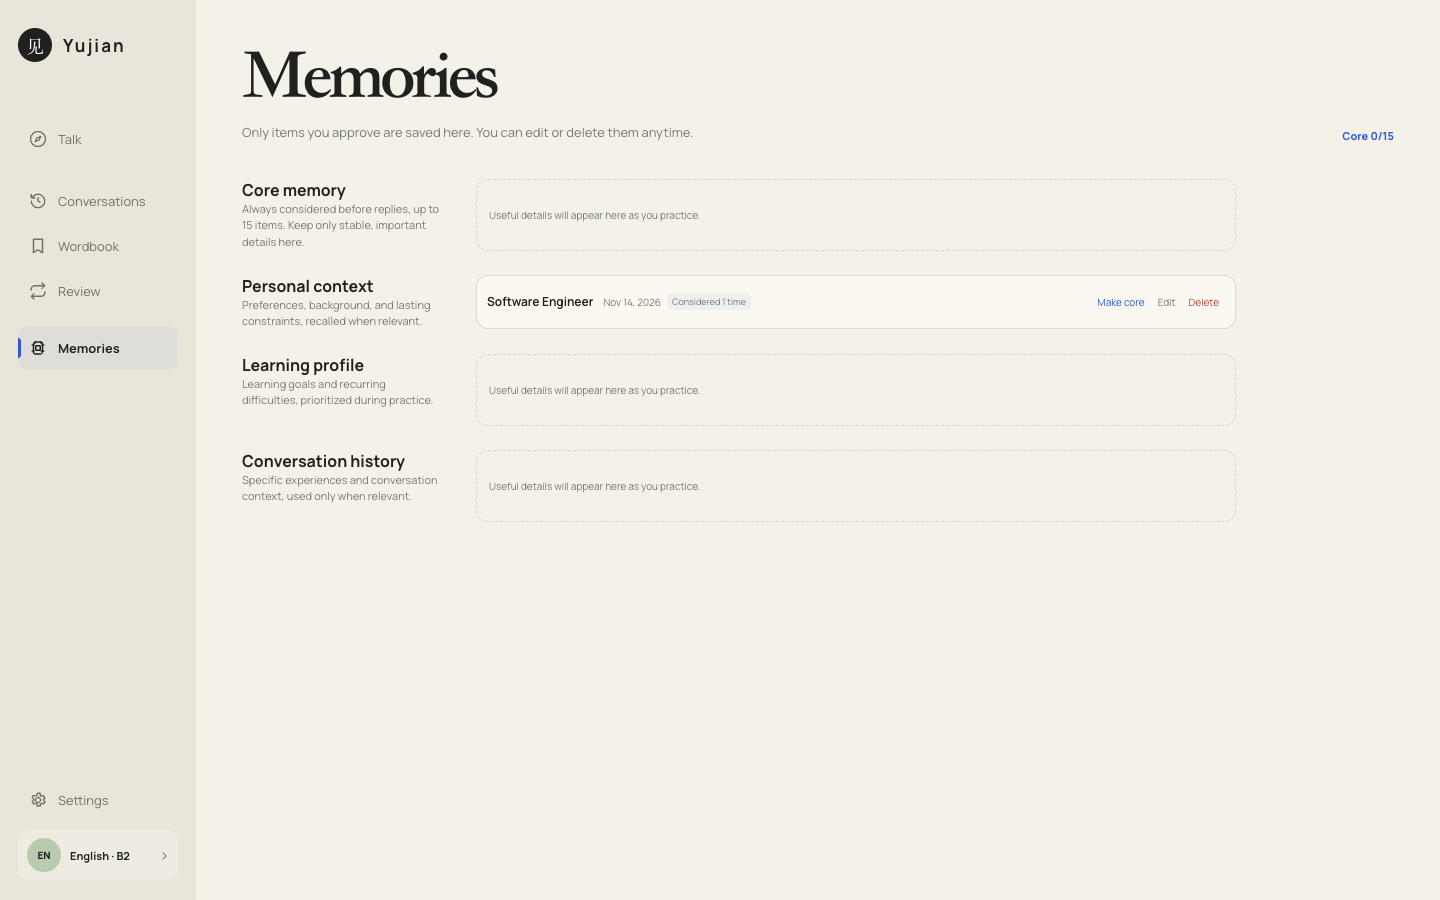 见 Yujian
Talk
Conversations
Wordbook
Review
Memories
Settings
EN English · B2
Memories
Only items you approve are saved here. You can edit or delete them anytime.
Core 0/15
Core memory
Always considered before replies, up to
15 items. Keep only stable, important
details here.
Useful details will appear here as you practice.
Personal context
Preferences, background, and lasting
constraints, recalled when relevant.
Software Engineer Nov 14, 2026 Considered 1 time Make core Edit Delete
Learning profile
Learning goals and recurring
difficulties, prioritized during practice.
Useful details will appear here as you practice.
Conversation history
Specific experiences and conversation
context, used only when relevant.
Useful details will appear here as you practice.